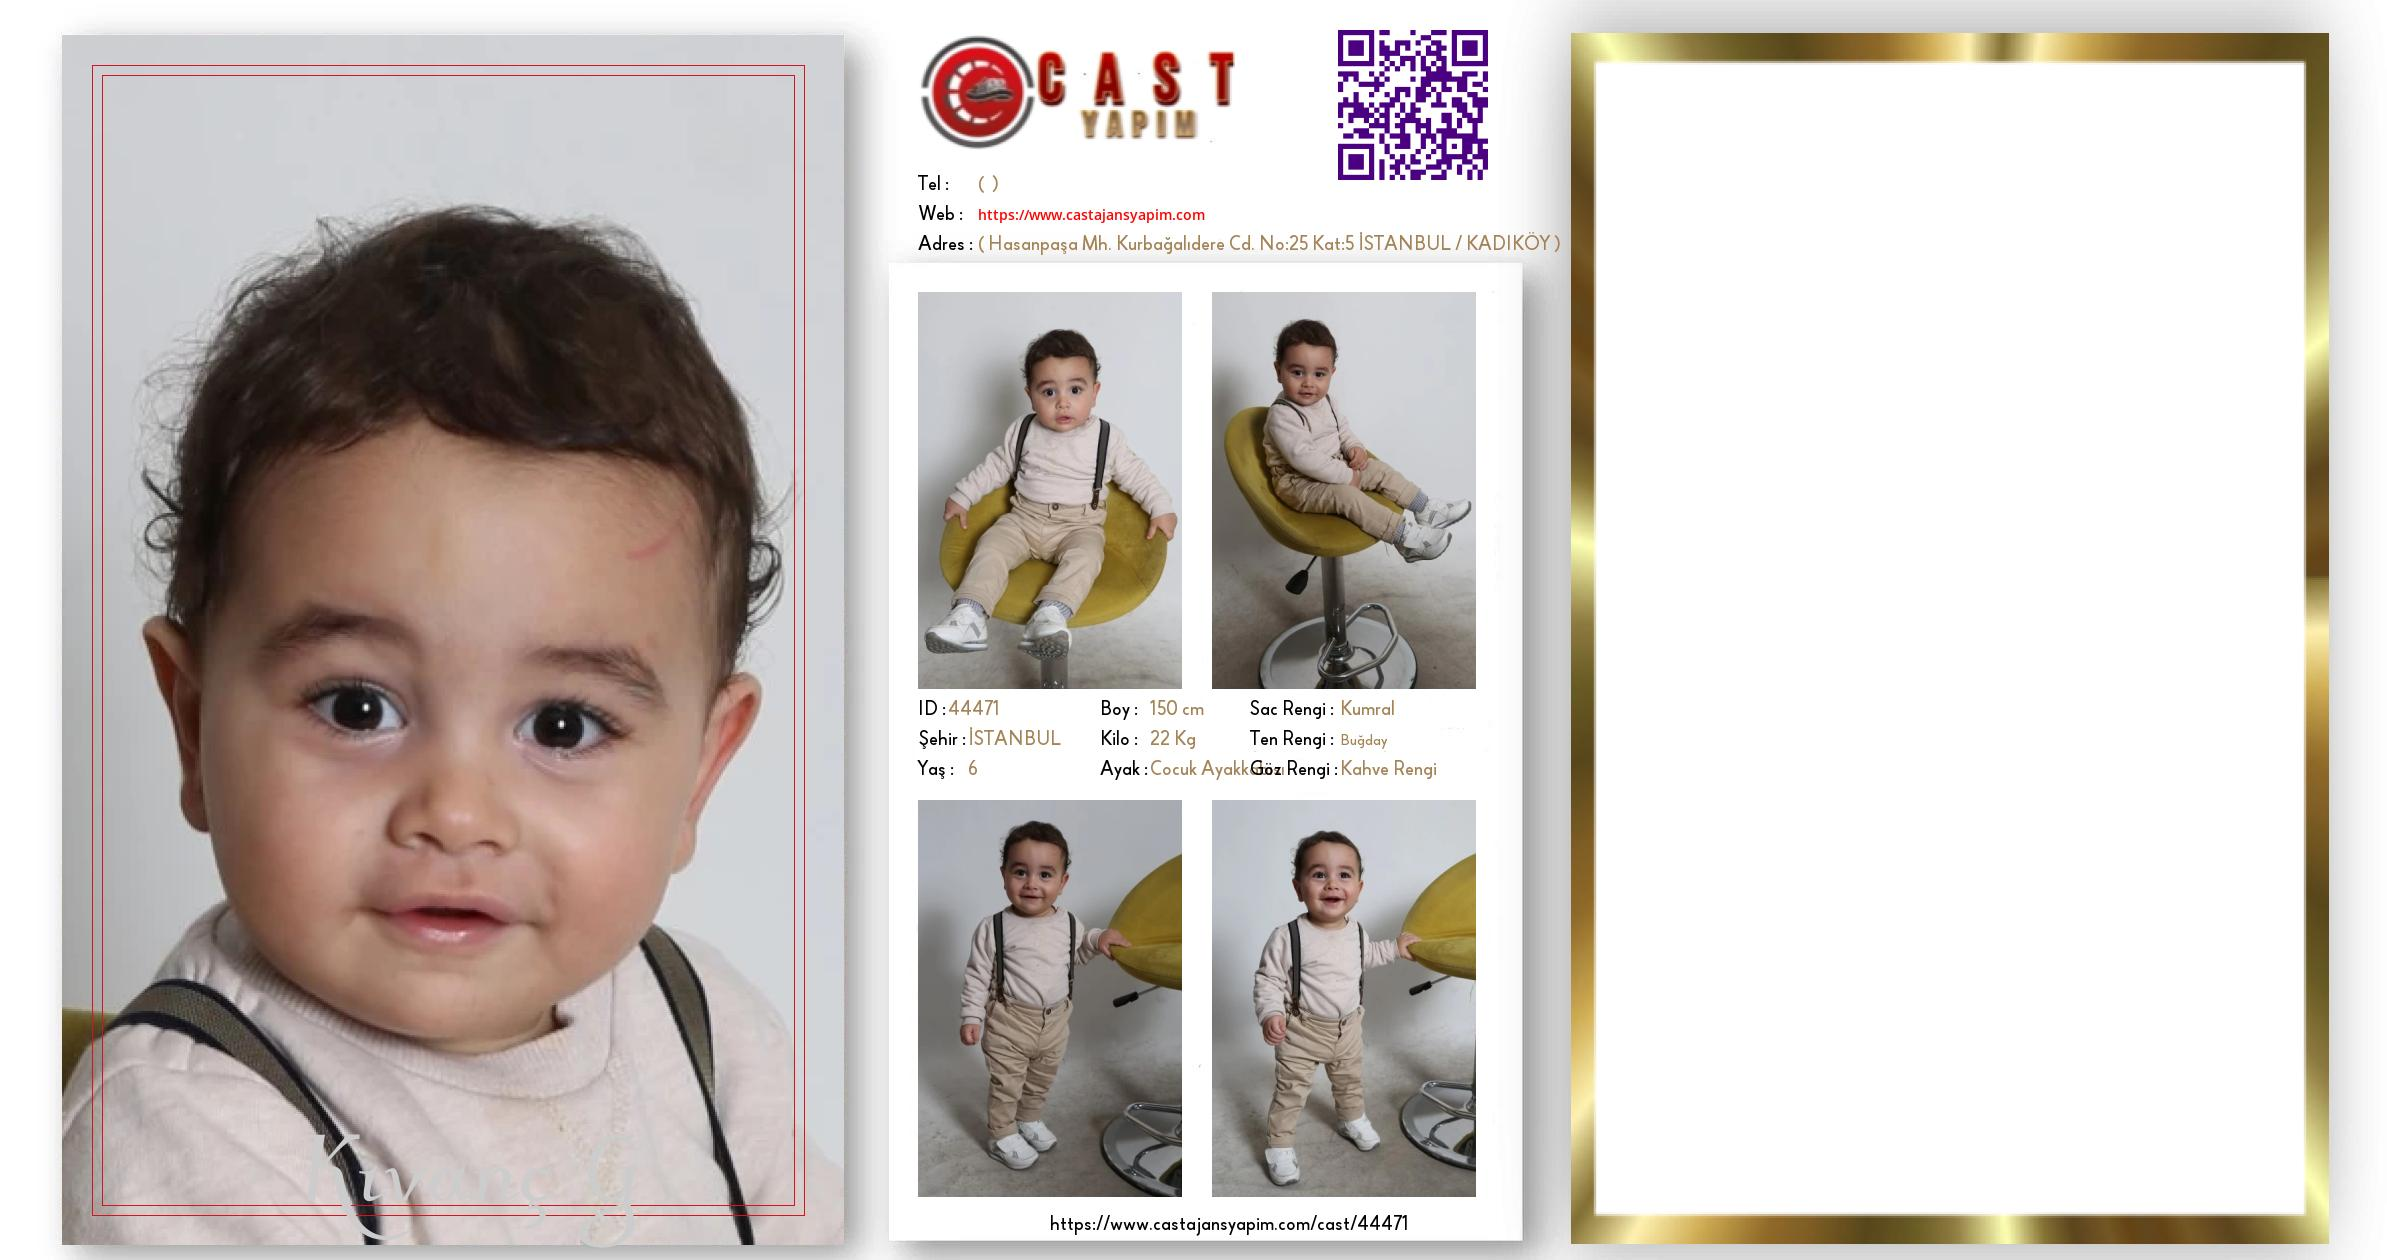 Kıvanç G
CAST
YAPIM
Tel : ( )
Web : https://www.castajansyapim.com
Adres : ( Hasanpaşa Mh. Kurbağalıdere Cd. No:25 Kat:5 İSTANBUL / KADIKÖY )
ID : 44471 Boy : 150 cm Sac Rengi : Kumral
Şehir : İSTANBUL Kilo : 22 Kg Ten Rengi : Buğday
Yaş : 6 Ayak : Cocuk Ayakkabısı Göz Rengi : Kahve Rengi
https://www.castajansyapim.com/cast/44471